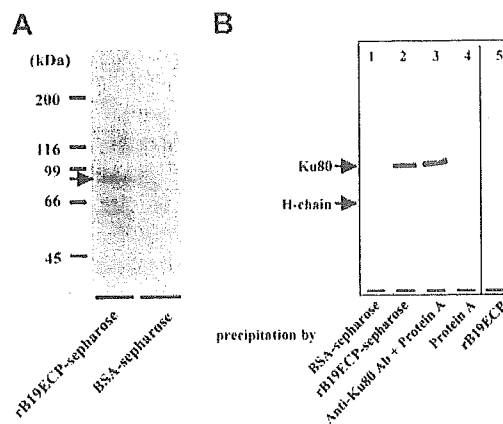 A
(kDa)
200
116
99
66
45
rB19ECP-sepharose
BSA-sepharose
B
1 2 3 4 5
Ku80
H-chain
precipitation by
BSA-sepharose
rB19ECP-sepharose
Anti-Ku80 Ab + Protein A
Protein A
rB19ECP